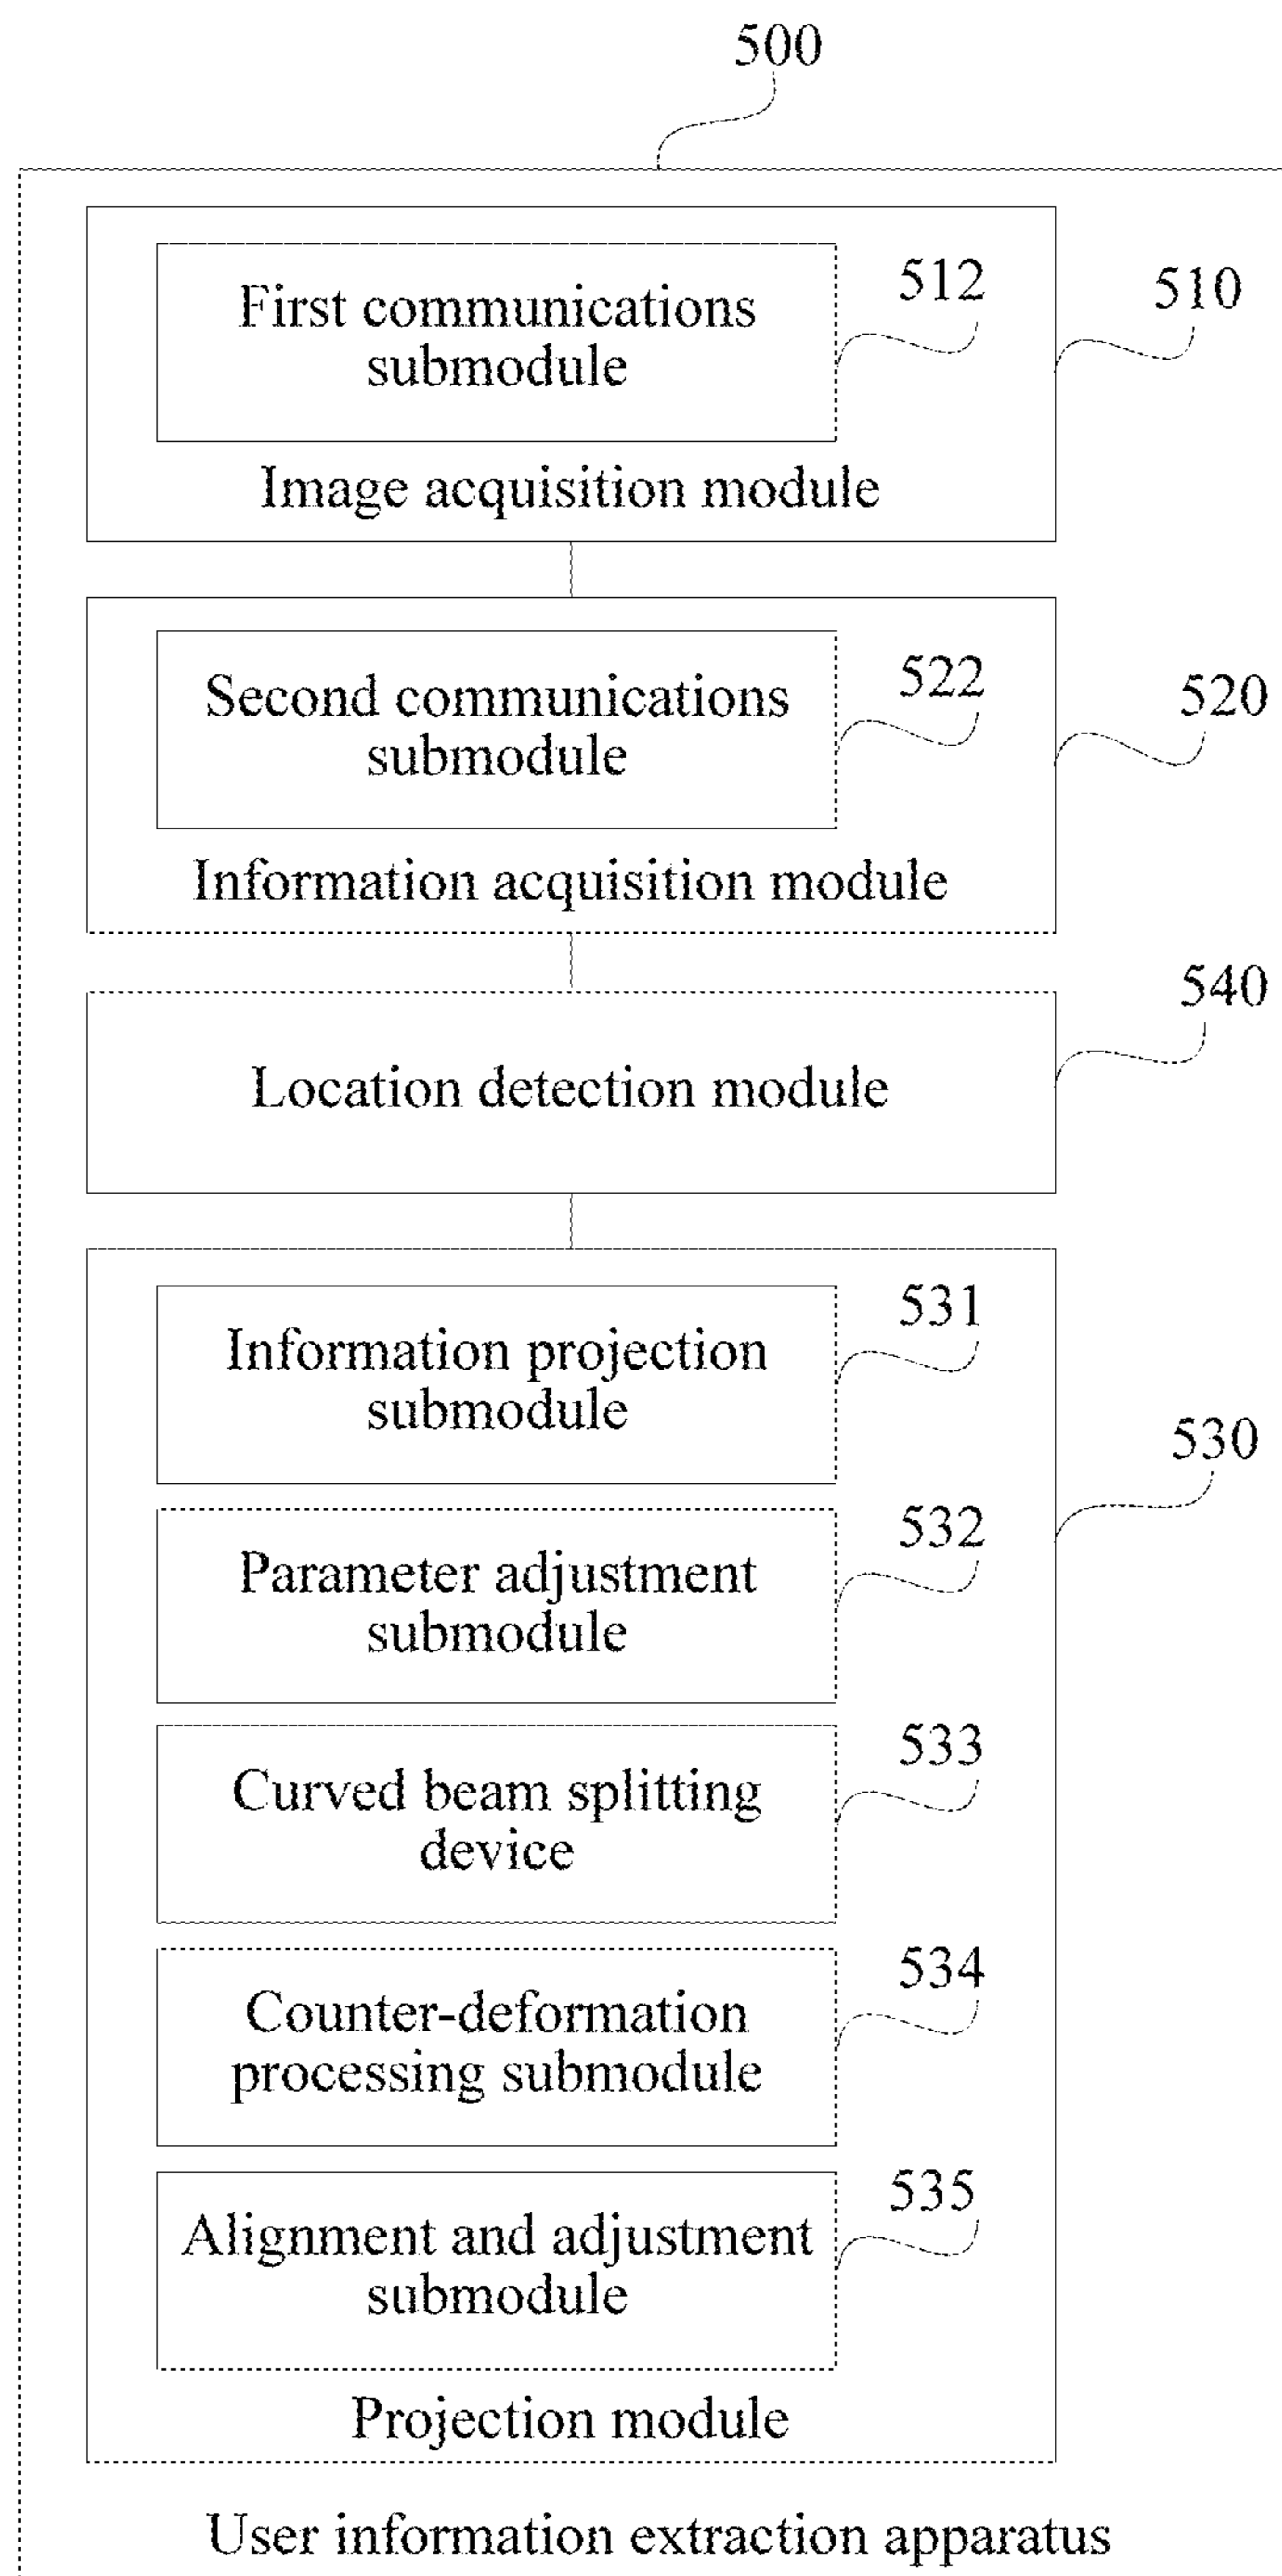 500
First communications
submodule
512
510
Image acquisition module
Second communications
submodule
522
520
Information acquisition module
540
Location detection module
Information projection
submodule
531
530
Parameter adjustment
submodule
532
Curved beam splitting
device
533
Counter-deformation
processing submodule
534
Alignment and adjustment
submodule
535
Projection module
User information extraction apparatus